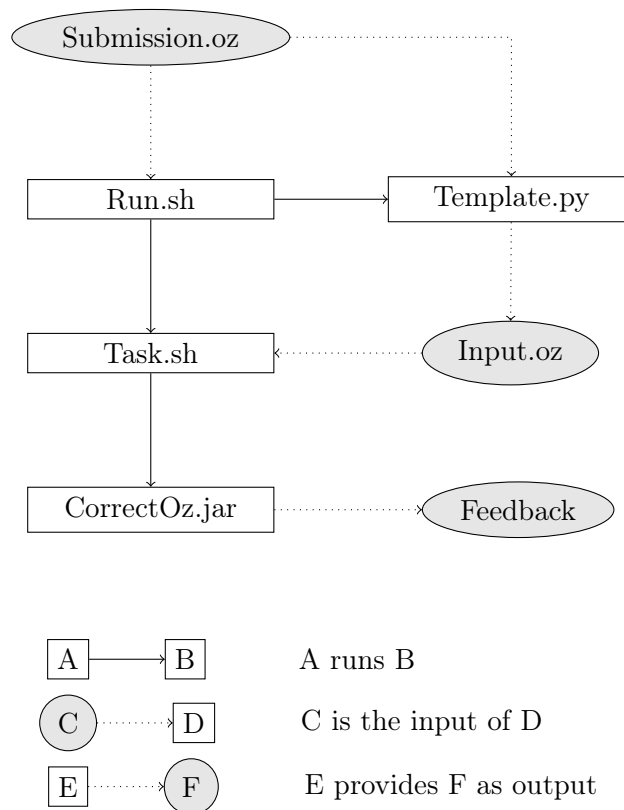 Submission.oz
Run.sh
Template.py
Task.sh
Input.oz
CorrectOz.jar
Feedback
A B A runs B
C D C is the input of D
E F E provides F as output